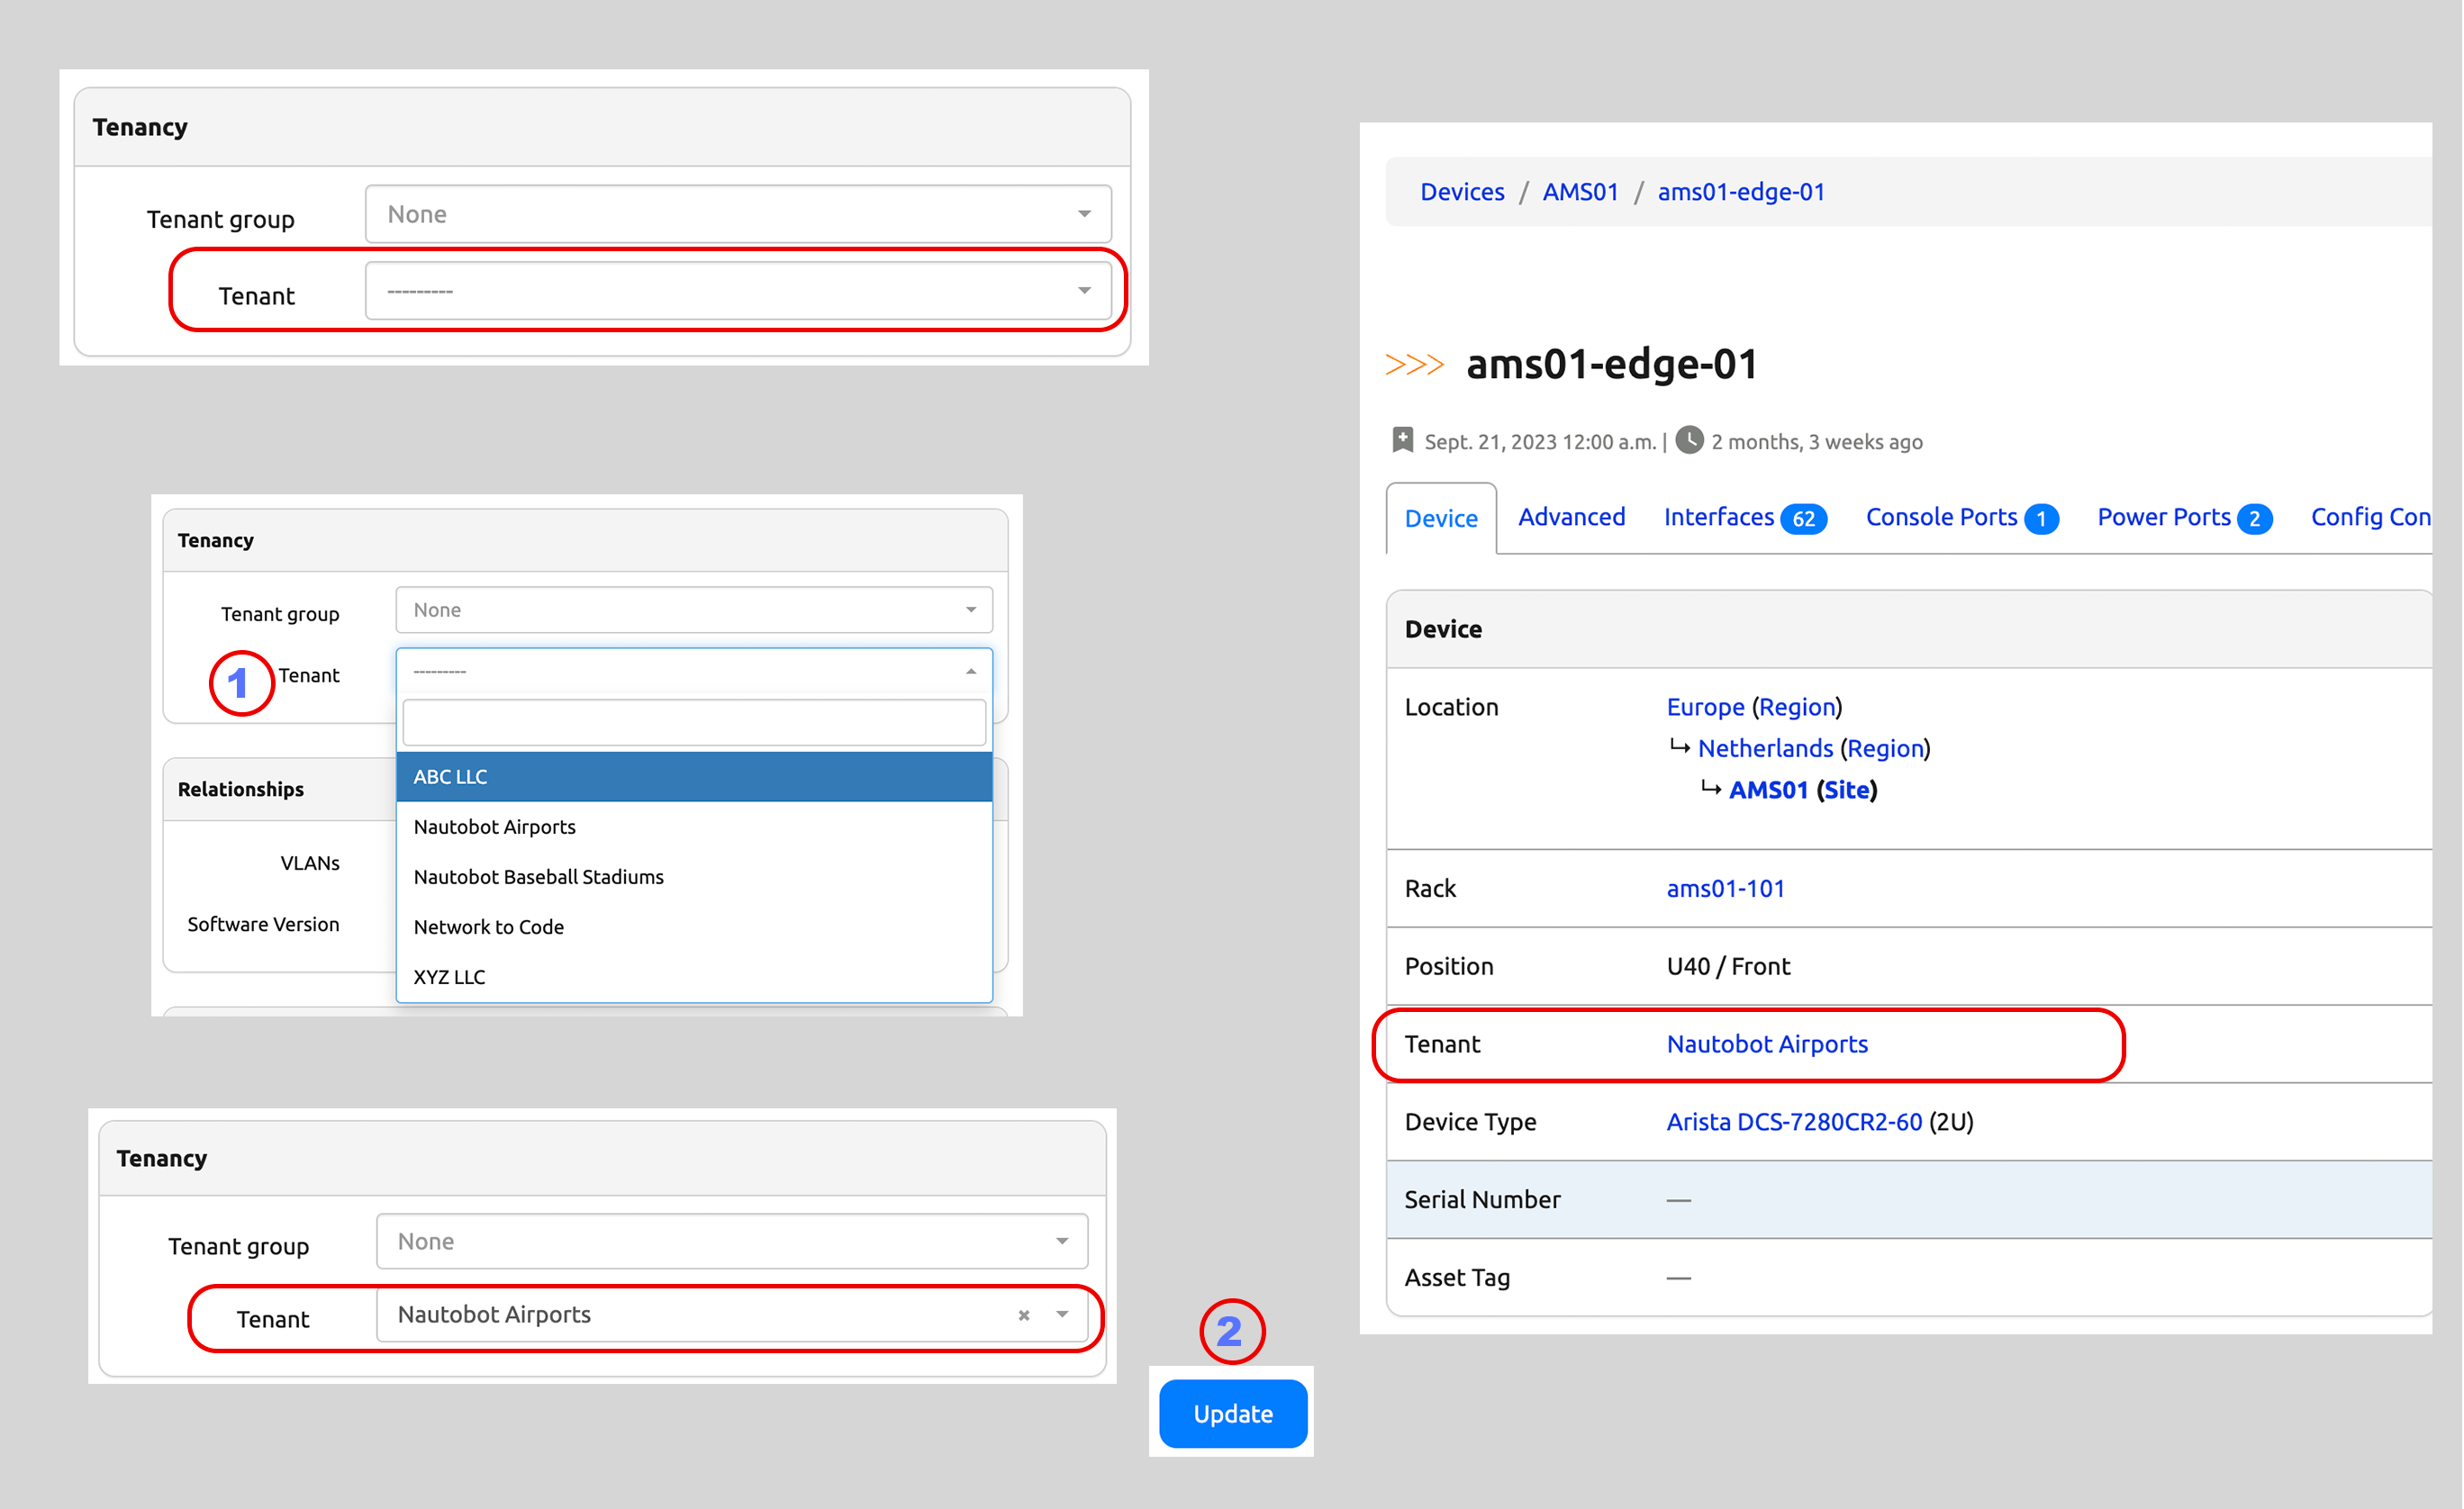 Tenancy
Tenant group None
Tenant ---------
Tenancy
Tenant group None
1 Tenant ---------
ABC LLC
Relationships
Nautobot Airports
VLANs
Nautobot Baseball Stadiums
Software Version
Network to Code
XYZ LLC
Tenancy
Tenant group None
Tenant Nautobot Airports × 
2
Update
Devices / AMS01 / ams01-edge-01
>>> ams01-edge-01
Sept. 21, 2023 12:00 a.m. | 2 months, 3 weeks ago
Device Advanced Interfaces 62 Console Ports 1 Power Ports 2 Config Con
Device
Location Europe (Region)
↳ Netherlands (Region)
↳ AMS01 (Site)
Rack ams01-101
Position U40 / Front
Tenant Nautobot Airports
Device Type Arista DCS-7280CR2-60 (2U)
Serial Number —
Asset Tag —